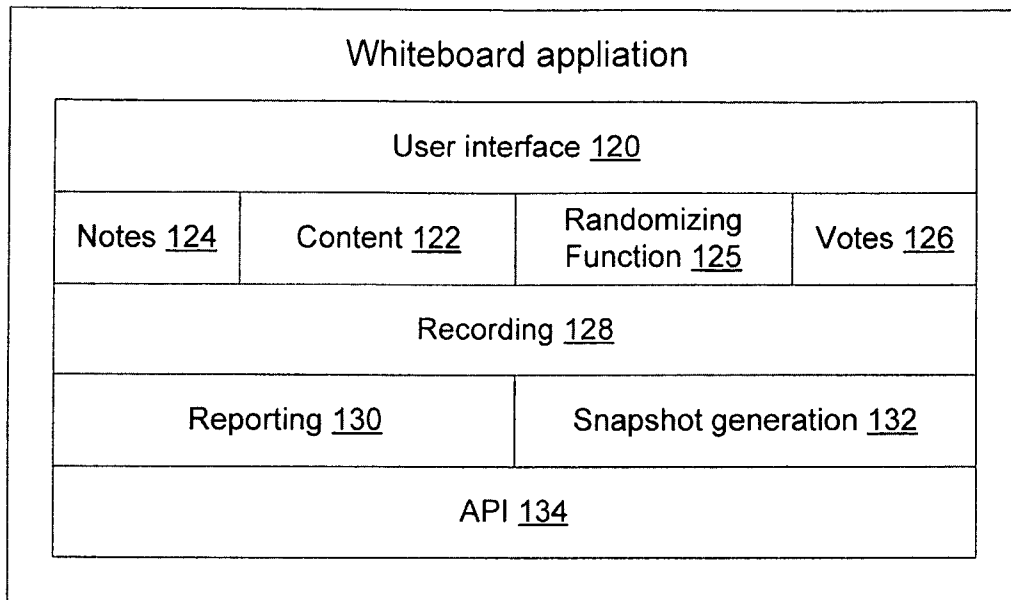 Whiteboard appliation
User interface 120
Notes 124
Content 122
Randomizing
Function 125
Votes 126
Recording 128
Reporting 130
Snapshot generation 132
API 134